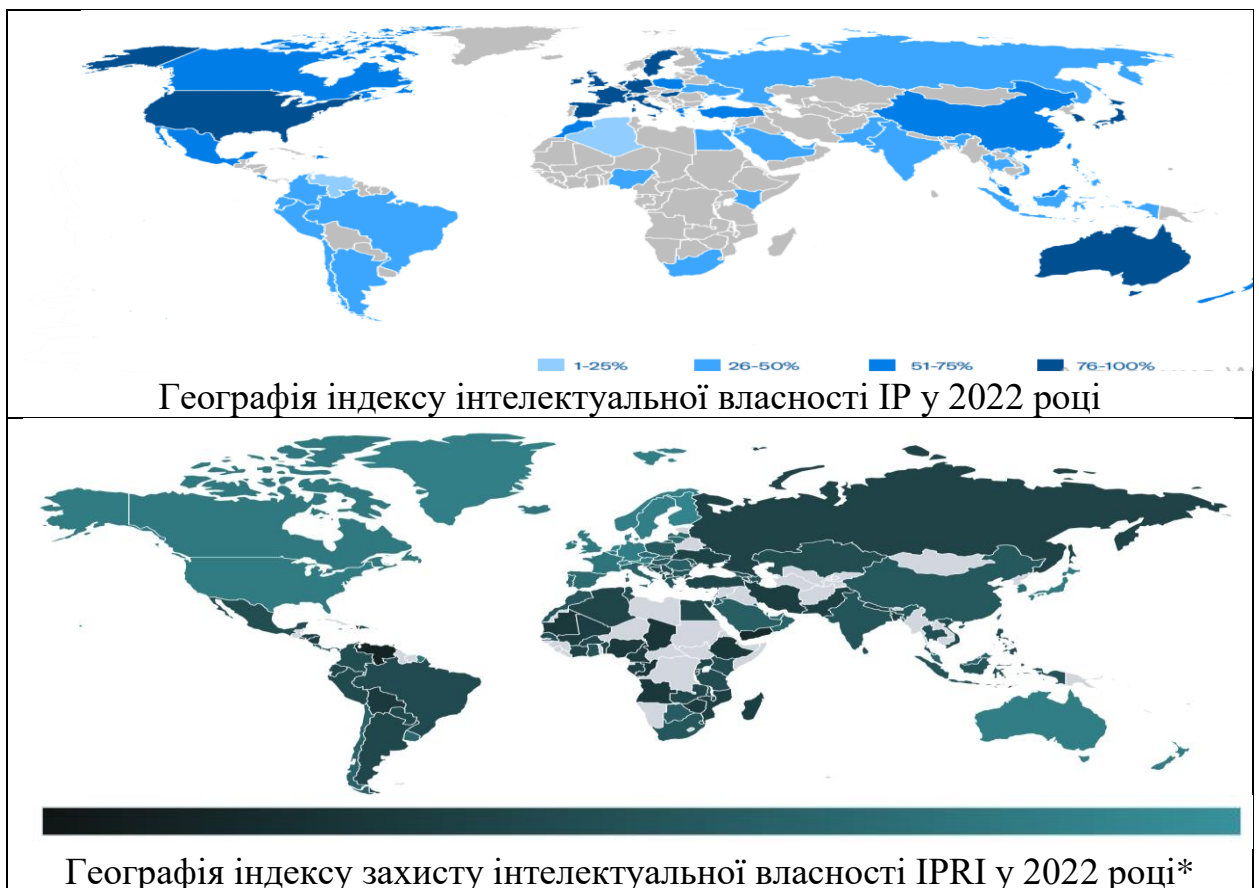 1-25% 26-50% 51-75% 76-100%
Географія індексу інтелектуальної власності IP у 2022 році
Географія індексу захисту інтелектуальної власності IPRI у 2022 році*